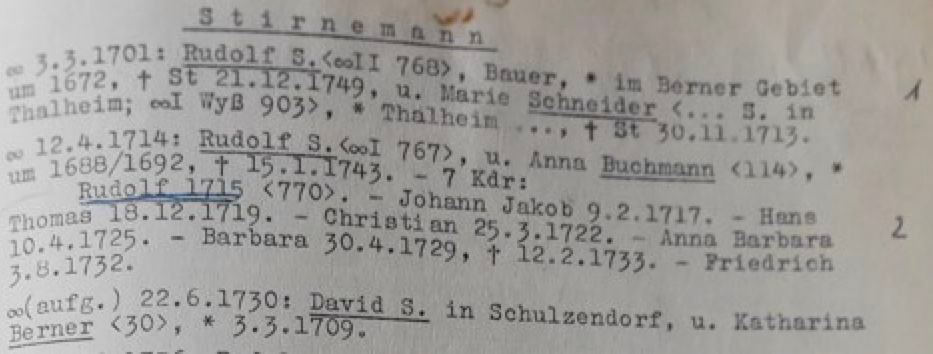 S t i r n e m a n n
∞ 3.3.1701: Rudolf S.<∞II 768>, Bauer, * im Berner Gebiet
um 1672, † St 21.12.1749, u. Marie Schneider <... S. in
Thalheim; ∞I Wyß 903>, * Thalheim ..., † St 30.11.1713.
∞ 12.4.1714: Rudolf S.<∞I 767>, u. Anna Buchmann <114>, *
um 1688/1692, † 15.1.1743. - 7 Kdr:
Rudolf 1715 <770>. - Johann Jakob 9.2.1717. - Hans
Thomas 18.12.1719. - Christian 25.3.1722. - Anna Barbara
10.4.1725. - Barbara 30.4.1729, † 12.2.1733. - Friedrich
3.8.1732.
∞(aufg.) 22.6.1730: David S. in Schulzendorf, u. Katharina
Berner <30>, * 3.3.1709.
1
2